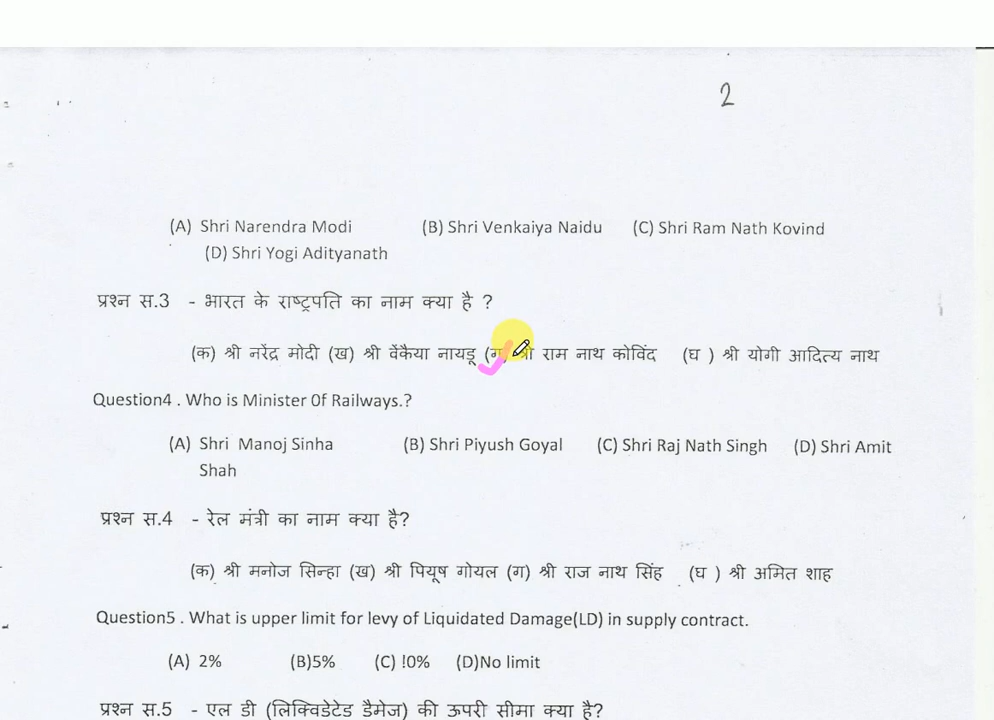 2
(A) Shri Narendra Modi (B) Shri Venkaiya Naidu (C) Shri Ram Nath Kovind
(D) Shri Yogi Adityanath
प्रश्न स.3 - भारत के राष्ट्रपति का नाम क्या है ?
(क) श्री नरेंद्र मोदी (ख) श्री वेंकैया नायडू (ग) श्री राम नाथ कोविंद (घ ) श्री योगी आदित्य नाथ
Question4 . Who is Minister 0f Railways.?
(A) Shri Manoj Sinha (B) Shri Piyush Goyal (C) Shri Raj Nath Singh (D) Shri Amit
Shah
प्रश्न स.4 - रेल मंत्री का नाम क्या है?
(क) श्री मनोज सिन्हा (ख) श्री पियूष गोयल (ग) श्री राज नाथ सिंह (घ ) श्री अमित शाह
Question5 . What is upper limit for levy of Liquidated Damage(LD) in supply contract.
(A) 2% (B)5% (C) !0% (D)No limit
प्रश्न स.5 - एल डी (लिक्विडेटेड डैमेज) की ऊपरी सीमा क्या है?